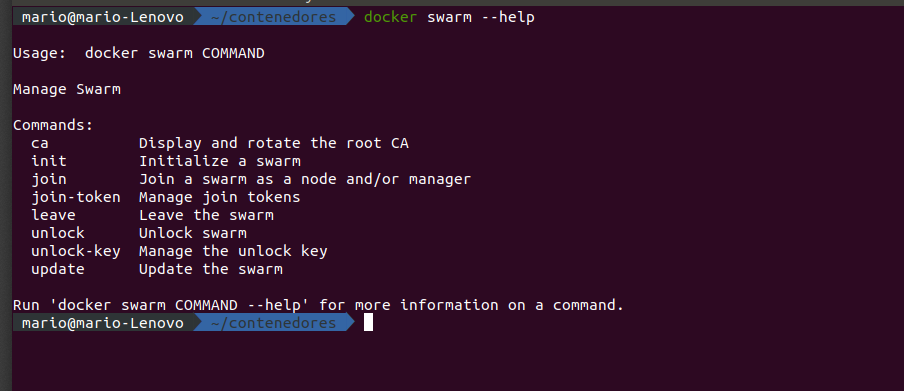 mario@mario-Lenovo ~/contenedores docker swarm --help
Usage:  docker swarm COMMAND
Manage Swarm
Commands:
  ca          Display and rotate the root CA
  init        Initialize a swarm
  join        Join a swarm as a node and/or manager
  join-token  Manage join tokens
  leave       Leave the swarm
  unlock      Unlock swarm
  unlock-key  Manage the unlock key
  update      Update the swarm
Run 'docker swarm COMMAND --help' for more information on a command.
mario@mario-Lenovo ~/contenedores